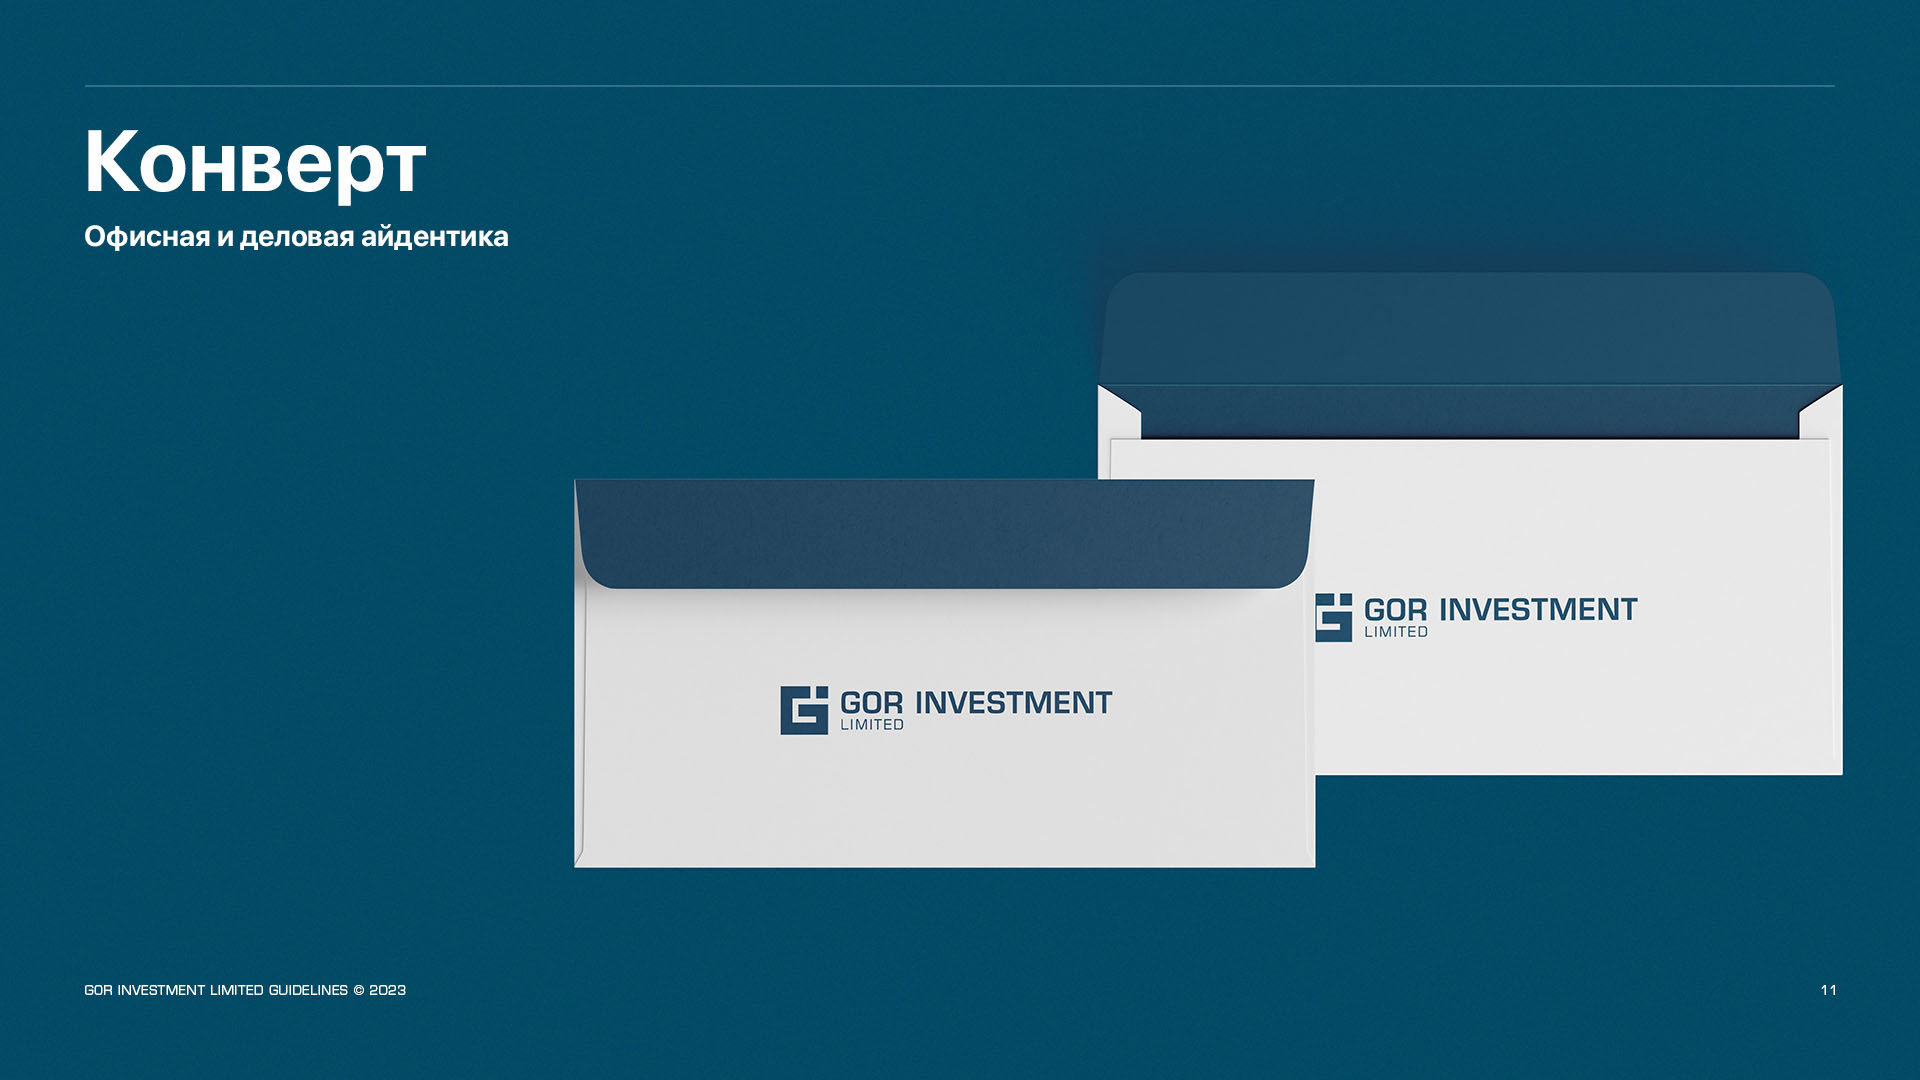 Конверт
Офисная и деловая айдентика
GOR INVESTMENT
LIMITED
GOR INVESTMENT
LIMITED
GOR INVESTMENT LIMITED GUIDELINES © 2023
11